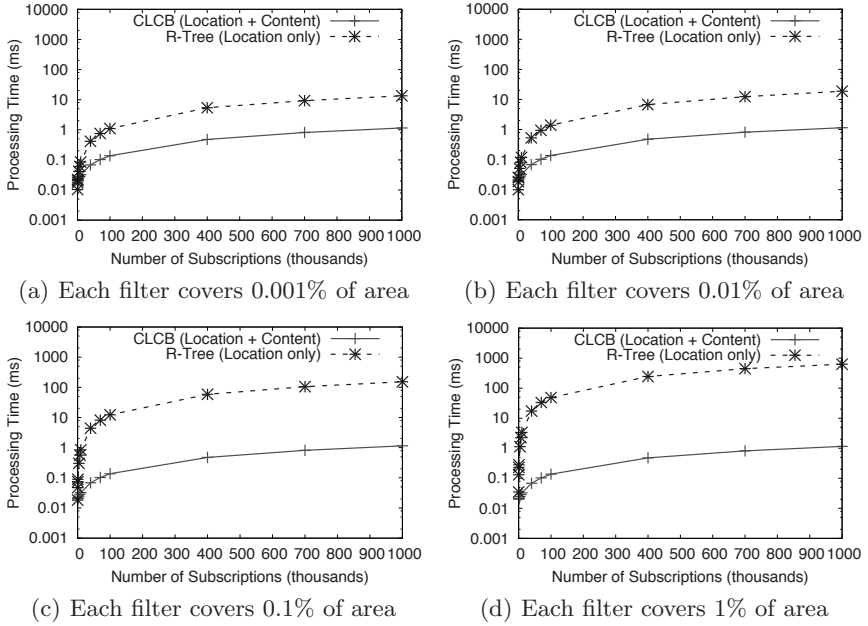 10000
1000
100
10
1
0.1
0.01
0.001
Processing Time (ms)
CLCB (Location + Content)
R-Tree (Location only)
0 100 200 300 400 500 600 700 800 900 1000
Number of Subscriptions (thousands)
(a) Each filter covers 0.001% of area
10000
1000
100
10
1
0.1
0.01
0.001
Processing Time (ms)
CLCB (Location + Content)
R-Tree (Location only)
0 100 200 300 400 500 600 700 800 900 1000
Number of Subscriptions (thousands)
(b) Each filter covers 0.01% of area
10000
1000
100
10
1
0.1
0.01
0.001
Processing Time (ms)
CLCB (Location + Content)
R-Tree (Location only)
0 100 200 300 400 500 600 700 800 900 1000
Number of Subscriptions (thousands)
(c) Each filter covers 0.1% of area
10000
1000
100
10
1
0.1
0.01
0.001
Processing Time (ms)
CLCB (Location + Content)
R-Tree (Location only)
0 100 200 300 400 500 600 700 800 900 1000
Number of Subscriptions (thousands)
(d) Each filter covers 1% of area